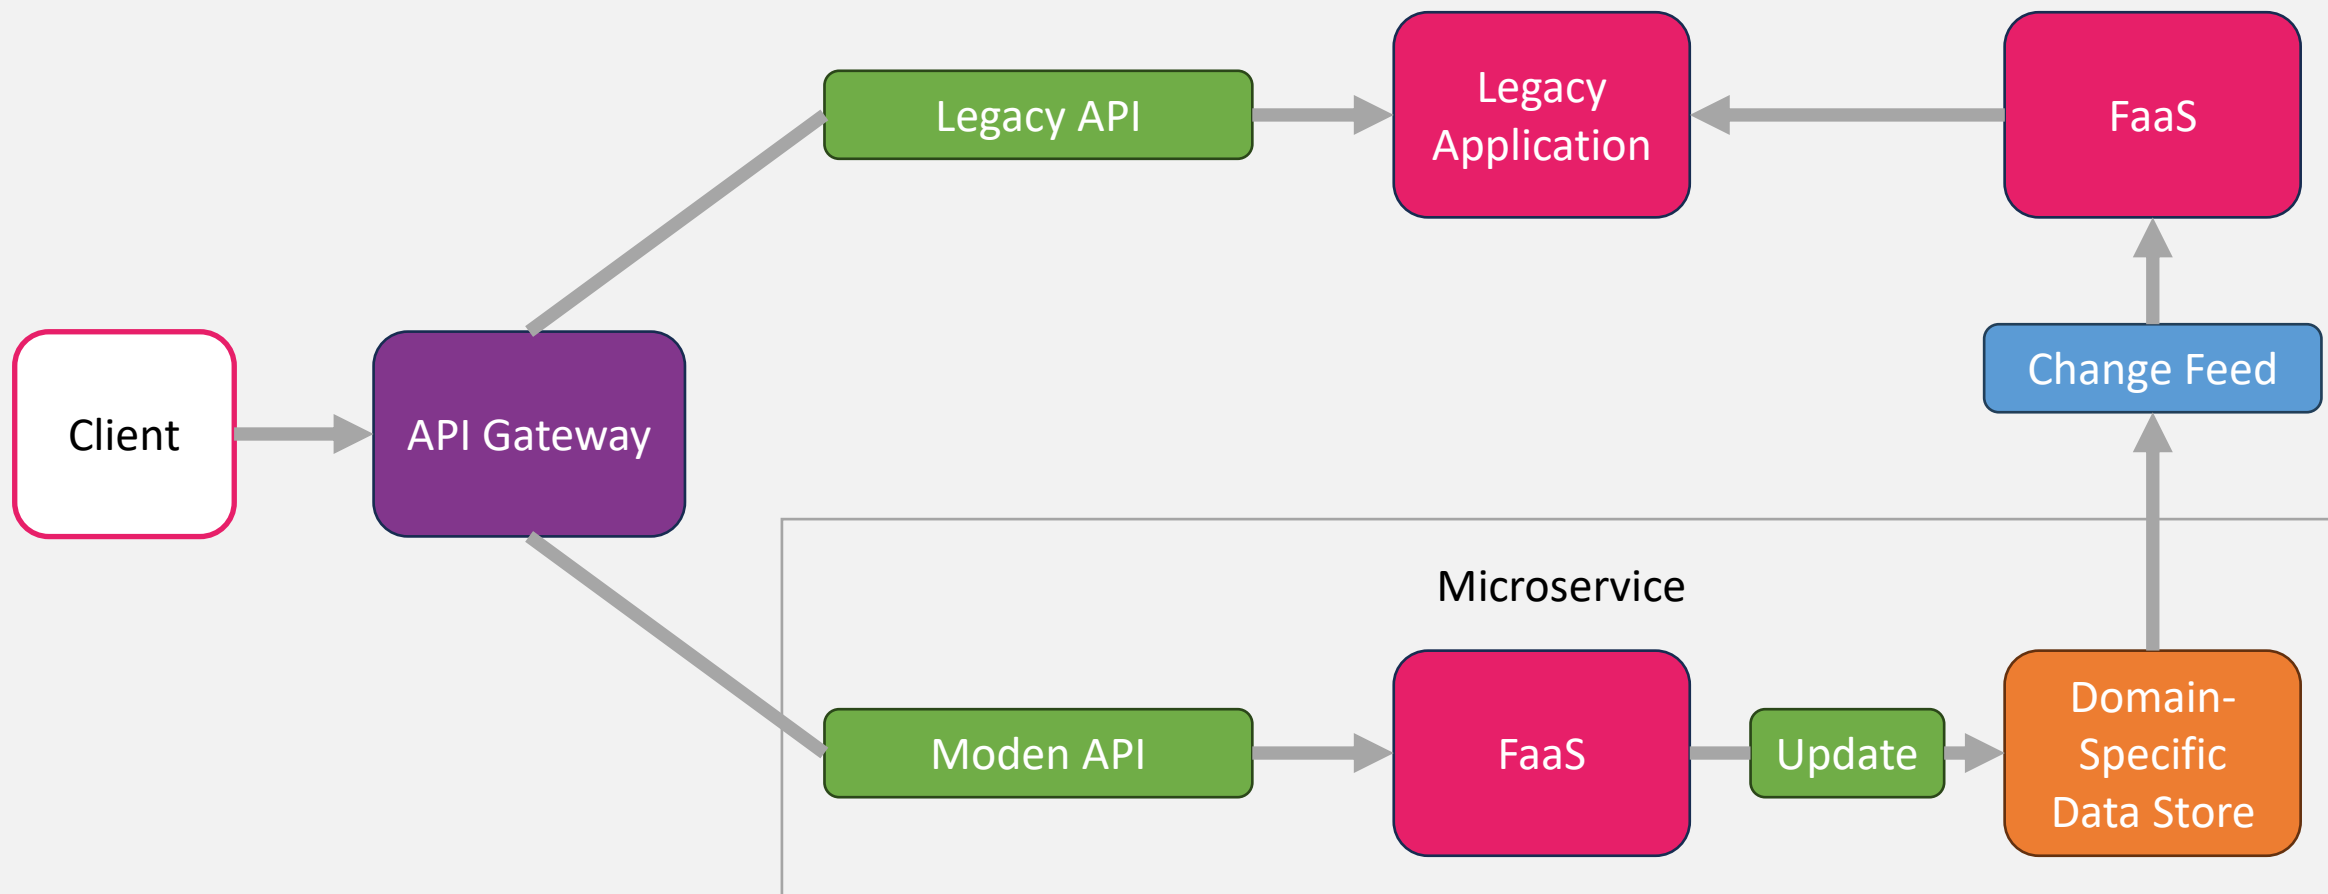 Legacy API
Legacy
Application
FaaS
Client
API Gateway
Change Feed
Microservice
Moden API
FaaS
Update
Domain-
Specific
Data Store